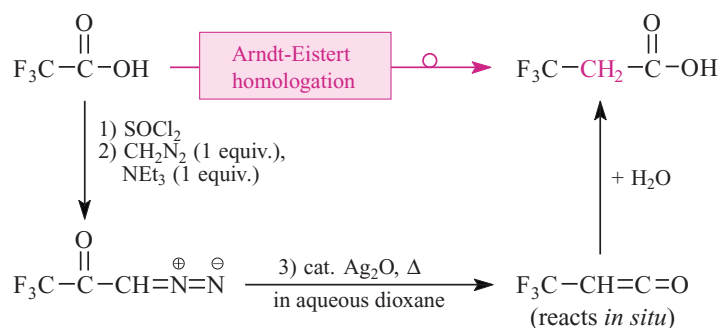 O
F₃C–C–OH
Arndt-Eistert
homologation
O
F₃C–CH₂–C–OH
1) SOCl₂
2) CH₂N₂ (1 equiv.),
NEt₃ (1 equiv.)
+ H₂O
O ⊕ ⊖
F₃C–C–CH=N=N
3) cat. Ag₂O, Δ
in aqueous dioxane
F₃C–CH=C=O
(reacts in situ)